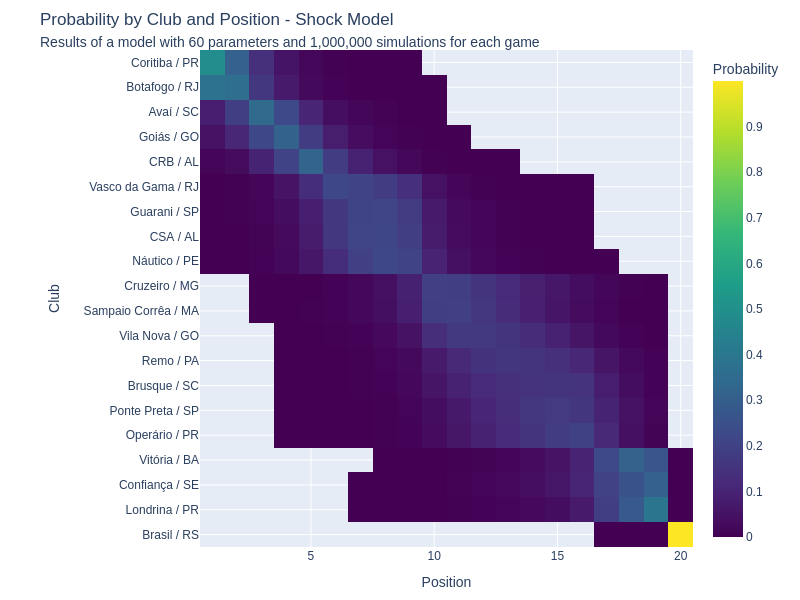 Probability by Club and Position - Shock Model
Results of a model with 60 parameters and 1,000,000 simulations for each game
Probability
Club
Coritiba / PR
Botafogo / RJ
Avaí / SC
Goiás / GO
CRB / AL
Vasco da Gama / RJ
Guarani / SP
CSA / AL
Náutico / PE
Cruzeiro / MG
Sampaio Corrêa / MA
Vila Nova / GO
Remo / PA
Brusque / SC
Ponte Preta / SP
Operário / PR
Vitória / BA
Confiança / SE
Londrina / PR
Brasil / RS
5 10 15 20
Position
0.9
0.8
0.7
0.6
0.5
0.4
0.3
0.2
0.1
0